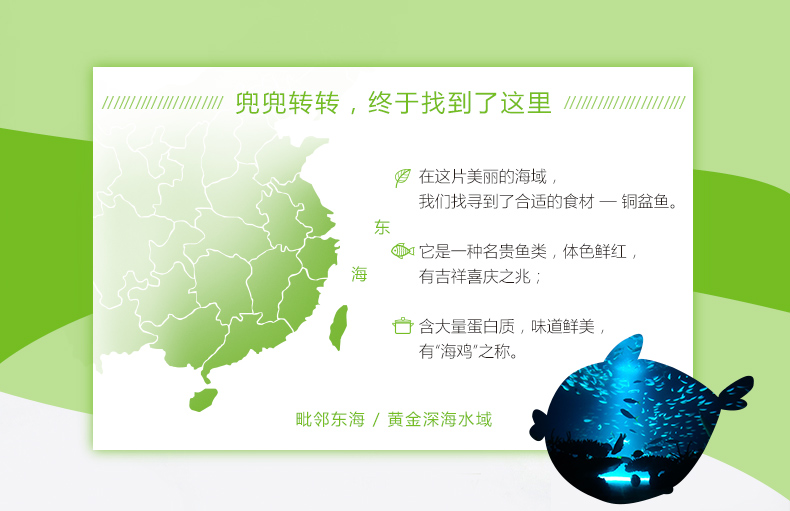 兜兜转转，终于找到了这里
在这片美丽的海域，
我们找寻到了合适的食材 — 铜盆鱼。
东
海
它是一种名贵鱼类，体色鲜红，
有吉祥喜庆之兆；
含大量蛋白质，味道鲜美，
有“海鸡”之称。
毗邻东海 / 黄金深海水域